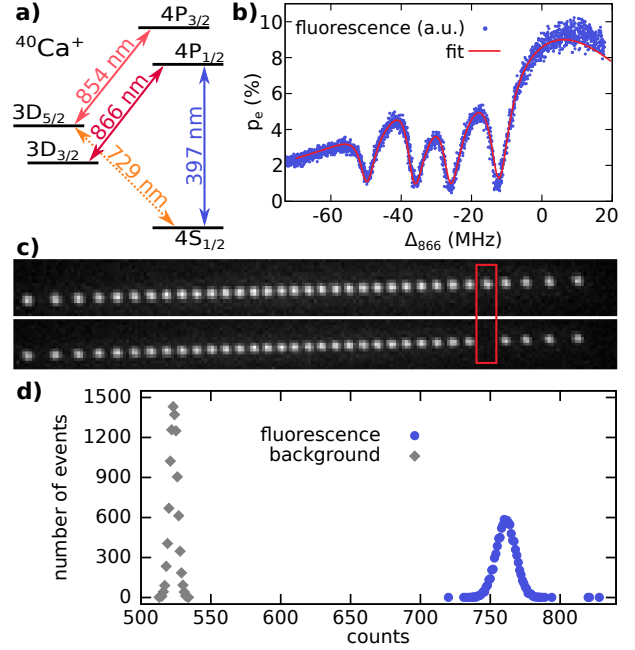 a)
⁴⁰Ca⁺
4P₃/₂
4P₁/₂
854 nm
866 nm
397 nm
3D₅/₂
3D₃/₂
729 nm
4S₁/₂
b)
fluorescence (a.u.)
fit
pₑ (%)
10
8
6
4
2
0
-60 -40 -20 0 20
Δ₈₆₆ (MHz)
c)
d)
number of events
1500
1200
900
600
300
0
fluorescence
background
500 550 600 650 700 750 800
counts